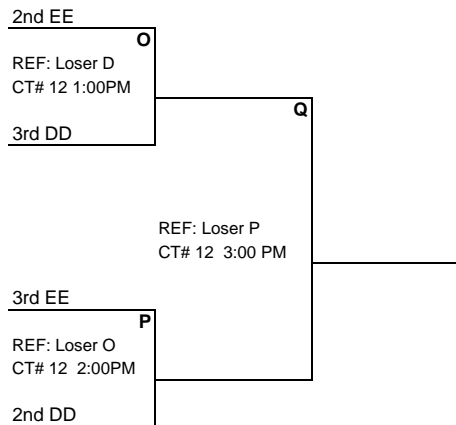 2nd EE
O
REF: Loser D
CT# 12 1:00PM
3rd DD
Q
REF: Loser P
CT# 12  3:00 PM
3rd EE
P
REF: Loser O
CT# 12  2:00PM
2nd DD